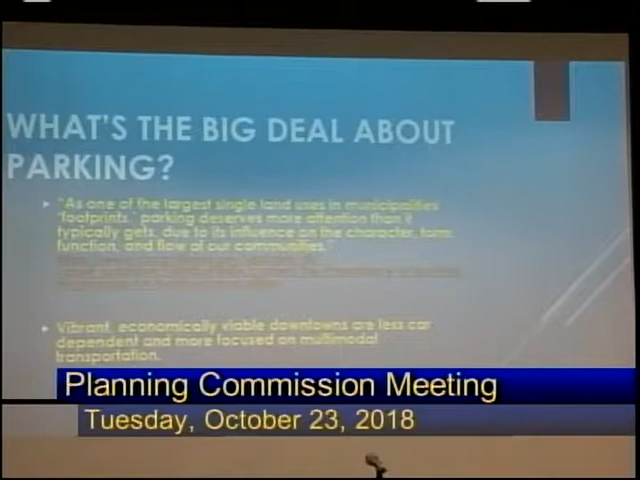 WHAT'S THE BIG DEAL ABOUT
PARKING?
"As one of the largest single land uses in municipalities
'footprints,' parking deserves more attention than it
typically gets, due to its influence on the character, form,
function, and flow of our communities."
Vibrant, economically viable downtowns are less car
dependent and more focused on multimodal
transportation.
Planning Commission Meeting
Tuesday, October 23, 2018